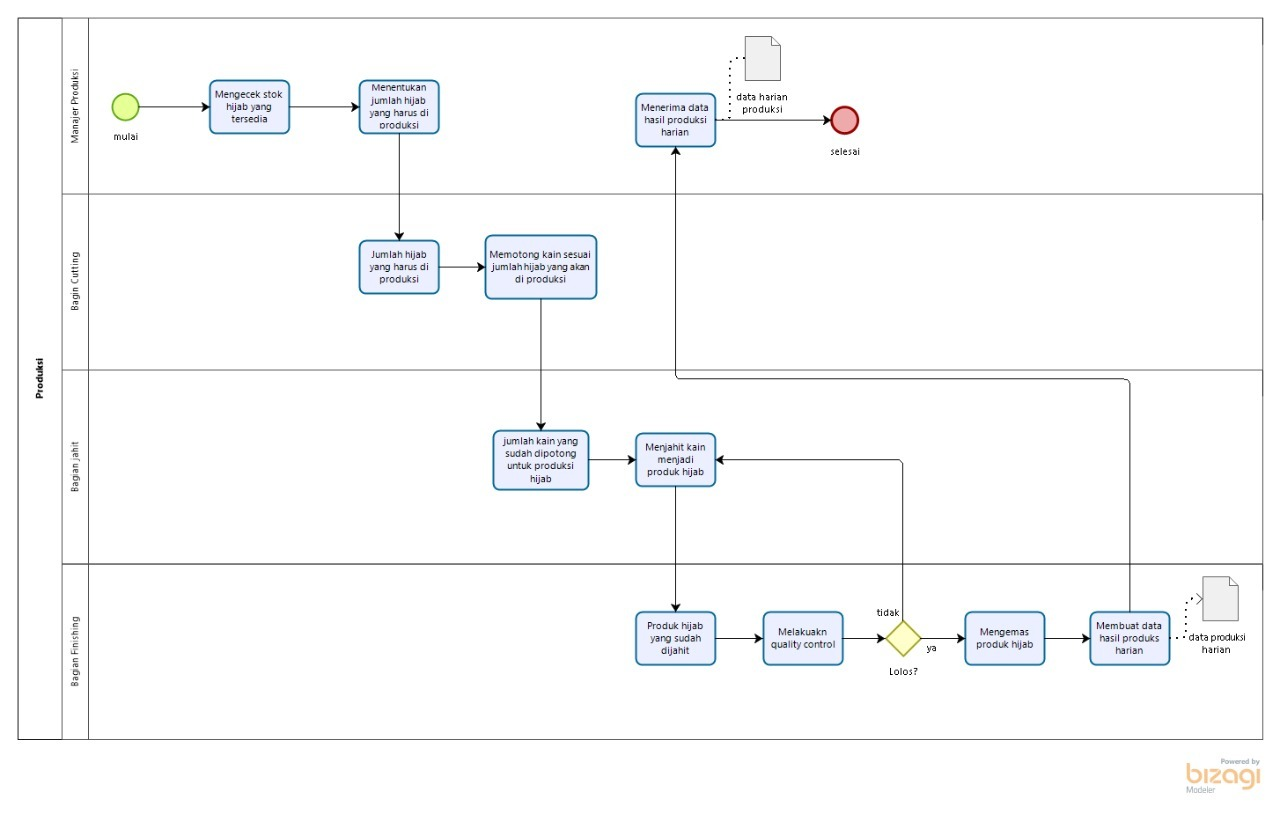 Produksi
Manajer Produksi
mulai
Mengecek stok
hijab yang
tersedia
Menentukan
jumlah hijab
yang harus di
produksi
Menerima data
hasil produksi
harian
data harian
produksi
selesai
Bagin Cutting
Jumlah hijab
yang harus di
produksi
Memotong kain sesuai
jumlah hijab yang akan
di produksi
Bagian jahit
jumlah kain yang
sudah dipotong
untuk produksi
hijab
Menjahit kain
menjadi
produk hijab
Bagian Finishing
Produk hijab
yang sudah
dijahit
Melakuakn
quality control
tidak
ya
Lolos?
Mengemas
produk hijab
Membuat data
hasil produks
harian
data produksi
harian
Powered by
bizagi
Modeler